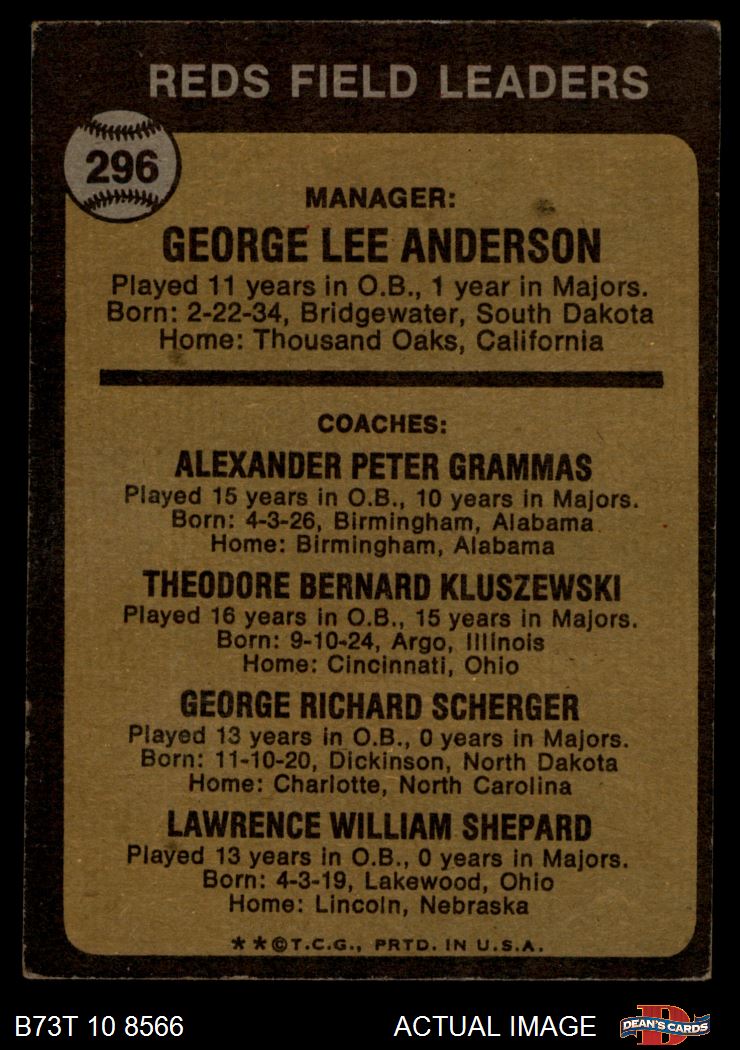 REDS FIELD LEADERS
296
MANAGER:
GEORGE LEE ANDERSON
Played 11 years in O.B., 1 year in Majors.
Born: 2-22-34, Bridgewater, South Dakota
Home: Thousand Oaks, California
COACHES:
ALEXANDER PETER GRAMMAS
Played 15 years in O.B., 10 years in Majors.
Born: 4-3-26, Birmingham, Alabama
Home: Birmingham, Alabama
THEODORE BERNARD KLUSZEWSKI
Played 16 years in O.B., 15 years in Majors.
Born: 9-10-24, Argo, Illinois
Home: Cincinnati, Ohio
GEORGE RICHARD SCHERGER
Played 13 years in O.B., 0 years in Majors.
Born: 11-10-20, Dickinson, North Dakota
Home: Charlotte, North Carolina
LAWRENCE WILLIAM SHEPARD
Played 13 years in O.B., 0 years in Majors.
Born: 4-3-19, Lakewood, Ohio
Home: Lincoln, Nebraska
**©T.C.G., PRTD. IN U.S.A.
B73T 10 8566
ACTUAL IMAGE
D
DEAN'S CARDS